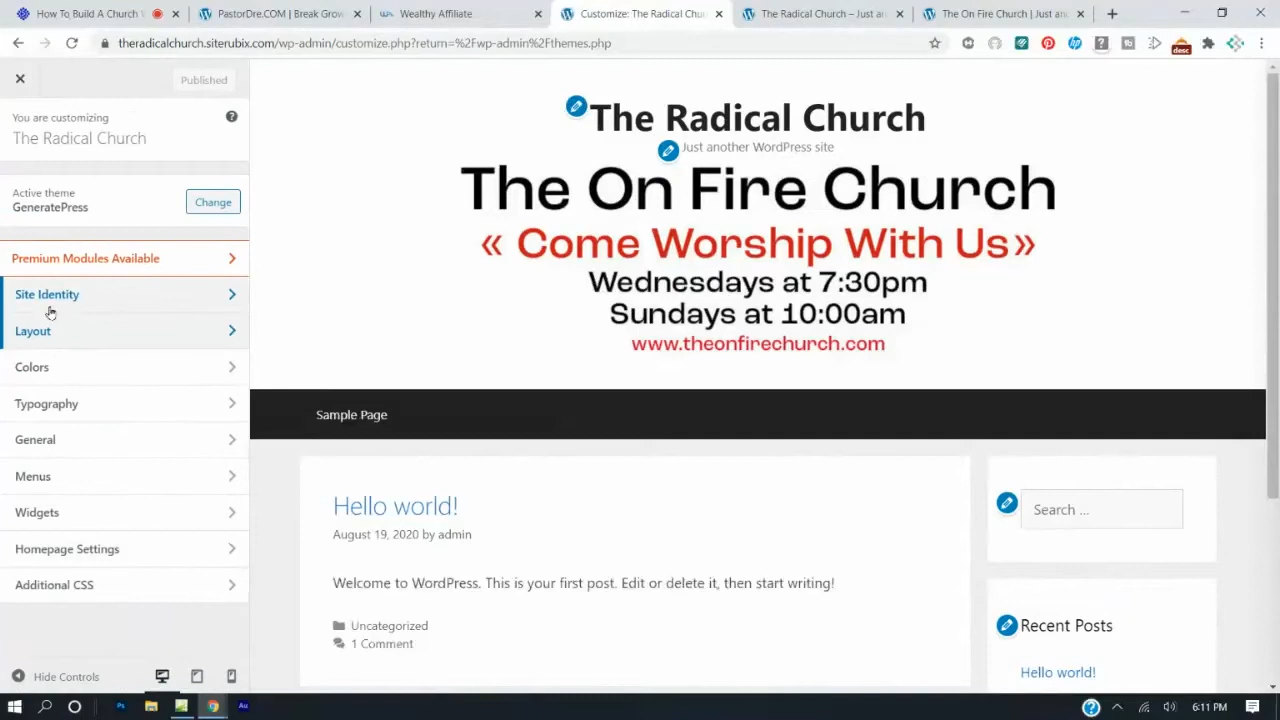 How To Build A Church W
PastorDre.COM | Break Grow
Wealthy Affiliate
Customize: The Radical Chur
The Radical Church – Just an
The On Fire Church | Just an
theradicalchurch.siterubix.com/wp-admin/customize.php?return=%2Fwp-admin%2Fthemes.php
Published
You are customizing
The Radical Church
Active theme
GeneratePress
Change
Premium Modules Available
Site Identity
Layout
Colors
Typography
General
Menus
Widgets
Homepage Settings
Additional CSS
Hide Controls
The Radical Church
Just another WordPress site
The On Fire Church
« Come Worship With Us»
Wednesdays at 7:30pm
Sundays at 10:00am
www.theonfirechurch.com
Sample Page
Hello world!
August 19, 2020 by admin
Welcome to WordPress. This is your first post. Edit or delete it, then start writing!
Uncategorized
1 Comment
Search ...
Recent Posts
Hello world!
desc
Ps
Au
6:11 PM